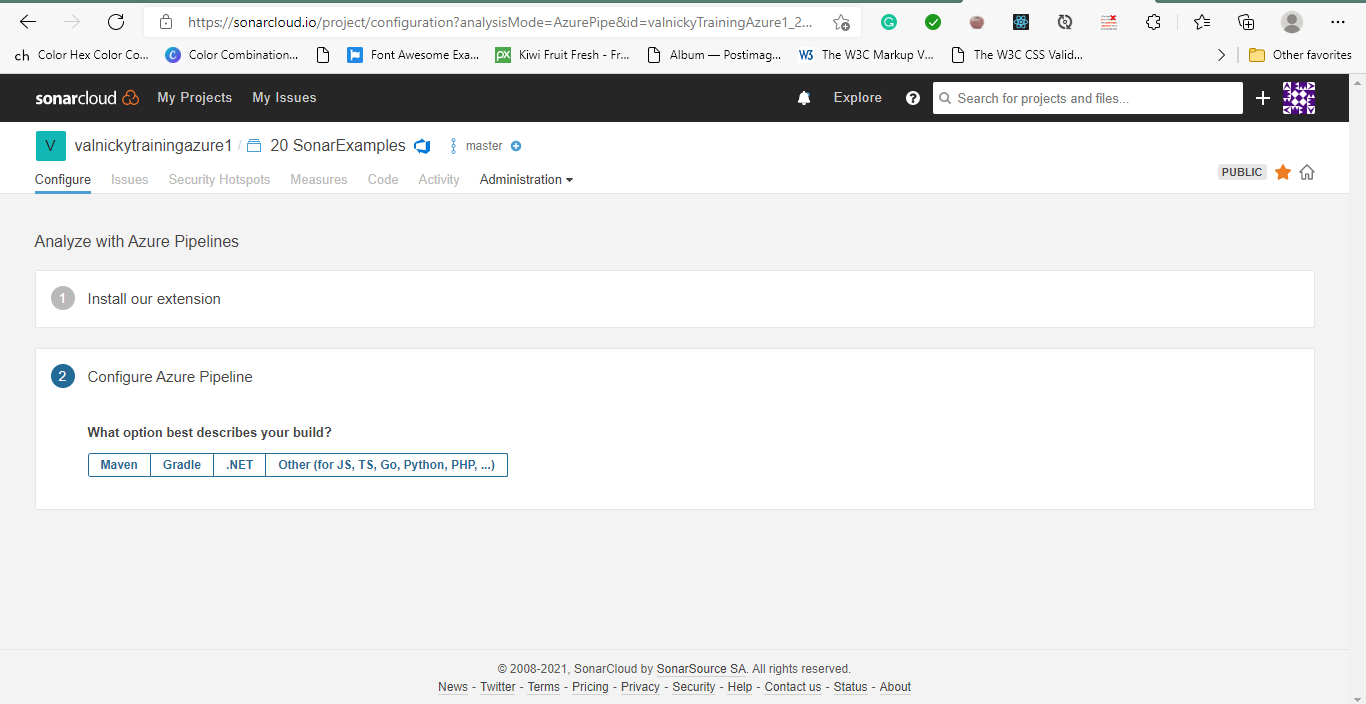 https://sonarcloud.io/project/configuration?analysisMode=AzurePipe&id=valnickyTrainingAzure1_2...
ch Color Hex Color Co... C Color Combination... Font Awesome Exa... px Kiwi Fruit Fresh - Fr... Album — Postimag... W3 The W3C Markup V... The W3C CSS Valid... Other favorites
sonarcloud My Projects My Issues Explore ? Search for projects and files... +
V valnickytrainingazure1 / 20 SonarExamples master
Configure Issues Security Hotspots Measures Code Activity Administration PUBLIC
Analyze with Azure Pipelines
1 Install our extension
2 Configure Azure Pipeline
What option best describes your build?
Maven Gradle .NET Other (for JS, TS, Go, Python, PHP, ...)
© 2008-2021, SonarCloud by SonarSource SA. All rights reserved.
News - Twitter - Terms - Pricing - Privacy - Security - Help - Contact us - Status - About